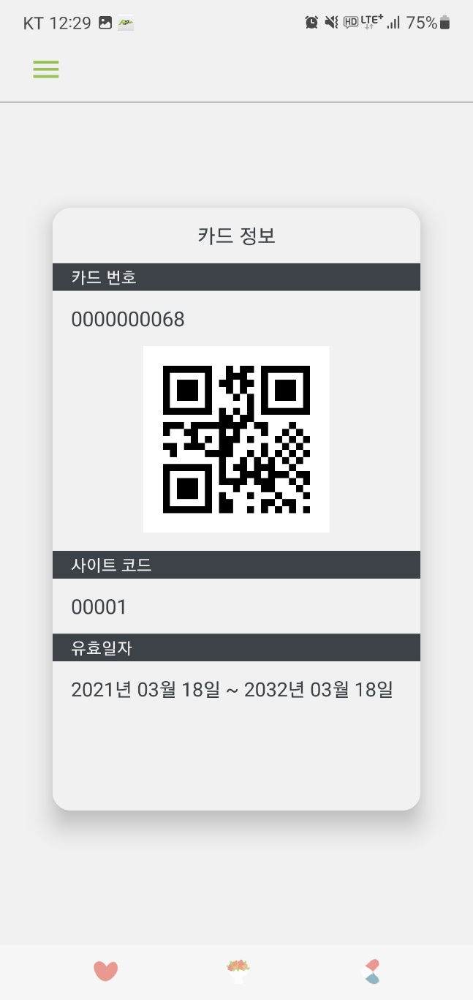 KT 12:29 HD LTE+ 75%
카드 정보
카드 번호
0000000068
사이트 코드
00001
유효일자
2021년 03월 18일 ~ 2032년 03월 18일